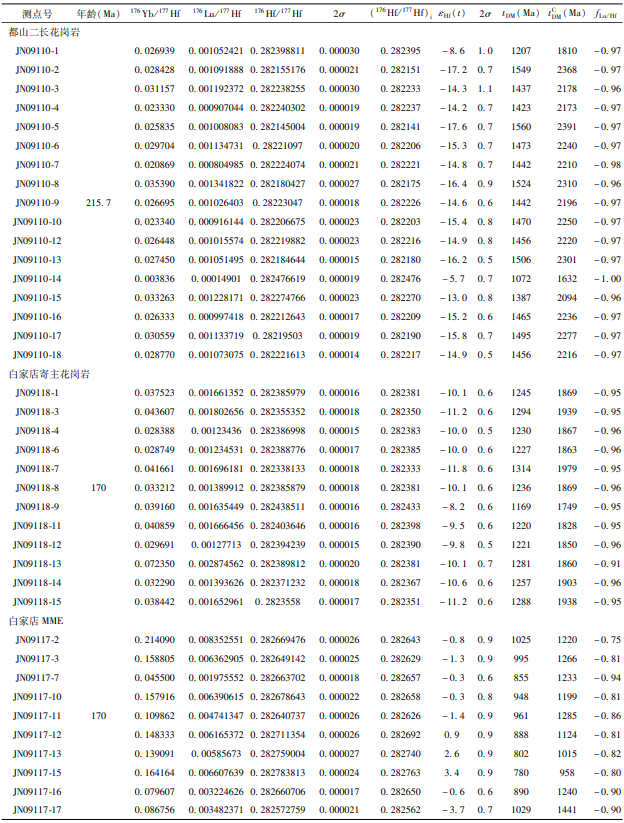 测点号 年龄(Ma) ¹⁷⁶Yb/¹⁷⁷Hf ¹⁷⁶Lu/¹⁷⁷Hf ¹⁷⁶Hf/¹⁷⁷Hf 2σ (¹⁷⁶Hf/¹⁷⁷Hf)ᵢ εHf(t) 2σ tDM(Ma) tDMC(Ma) fLu/Hf
都山二长花岗岩
JN09110-1 0.026939 0.001052421 0.282398811 0.000030 0.282395 -8.6 1.0 1207 1810 -0.97
JN09110-2 0.028428 0.001091888 0.282155176 0.000021 0.282151 -17.2 0.7 1549 2368 -0.97
JN09110-3 0.031157 0.001192372 0.282238255 0.000030 0.282233 -14.3 1.1 1437 2178 -0.96
JN09110-4 0.023330 0.000907044 0.282240302 0.000019 0.282237 -14.2 0.7 1423 2173 -0.97
JN09110-5 0.025835 0.001008083 0.282145004 0.000019 0.282141 -17.6 0.7 1560 2391 -0.97
JN09110-6 0.029704 0.001134731 0.28221097 0.000020 0.282206 -15.3 0.7 1473 2240 -0.97
JN09110-7 0.020869 0.000804985 0.282224074 0.000021 0.282221 -14.8 0.7 1442 2210 -0.98
JN09110-8 0.035390 0.001341822 0.282180427 0.000027 0.282175 -16.4 0.9 1524 2310 -0.96
JN09110-9 215.7 0.026695 0.001026403 0.28223047 0.000018 0.282226 -14.6 0.6 1442 2196 -0.97
JN09110-10 0.023340 0.000916144 0.282206675 0.000023 0.282203 -15.4 0.8 1470 2250 -0.97
JN09110-12 0.026448 0.001015574 0.282219882 0.000023 0.282216 -14.9 0.8 1456 2220 -0.97
JN09110-13 0.027450 0.001051495 0.282184644 0.000015 0.282180 -16.2 0.5 1506 2301 -0.97
JN09110-14 0.003836 0.00014901 0.282476619 0.000019 0.282476 -5.7 0.7 1072 1632 -1.00
JN09110-15 0.033263 0.001228171 0.282274766 0.000023 0.282270 -13.0 0.8 1387 2094 -0.96
JN09110-16 0.026333 0.000997418 0.282212643 0.000017 0.282209 -15.2 0.6 1465 2236 -0.97
JN09110-17 0.030559 0.001133719 0.28219503 0.000019 0.282190 -15.8 0.7 1495 2277 -0.97
JN09110-18 0.028770 0.001073075 0.282221613 0.000014 0.282217 -14.9 0.5 1456 2216 -0.97
白家店寄主花岗岩
JN09118-1 0.037523 0.001661352 0.282385979 0.000016 0.282381 -10.1 0.6 1245 1869 -0.95
JN09118-3 0.043607 0.001802656 0.282355352 0.000018 0.282350 -11.2 0.6 1294 1939 -0.95
JN09118-4 0.028388 0.00123436 0.282386998 0.000015 0.282383 -10.0 0.5 1230 1867 -0.96
JN09118-6 0.028749 0.001234531 0.282388776 0.000017 0.282385 -10.0 0.6 1227 1863 -0.96
JN09118-7 0.041661 0.001696181 0.282338133 0.000018 0.282333 -11.8 0.6 1314 1979 -0.95
JN09118-8 170 0.033212 0.001389912 0.282385879 0.000018 0.282381 -10.1 0.6 1236 1869 -0.96
JN09118-9 0.039160 0.001635449 0.282438511 0.000016 0.282433 -8.2 0.6 1169 1749 -0.95
JN09118-11 0.040859 0.001666456 0.282403646 0.000016 0.282398 -9.5 0.6 1220 1828 -0.95
JN09118-12 0.029691 0.00127713 0.282394239 0.000015 0.282390 -9.8 0.5 1221 1850 -0.96
JN09118-13 0.072350 0.002874562 0.282389812 0.000020 0.282381 -10.1 0.7 1281 1860 -0.91
JN09118-14 0.032290 0.001393626 0.282371232 0.000018 0.282367 -10.6 0.6 1257 1903 -0.96
JN09118-15 0.038442 0.001652961 0.2823558 0.000017 0.282351 -11.2 0.6 1288 1938 -0.95
白家店 MME
JN09117-2 0.214090 0.008352551 0.282669476 0.000026 0.282643 -0.8 0.9 1025 1220 -0.75
JN09117-3 0.158805 0.006362905 0.282649142 0.000025 0.282629 -1.3 0.9 995 1266 -0.81
JN09117-7 0.045500 0.001975552 0.282663702 0.000018 0.282657 -0.3 0.6 855 1233 -0.94
JN09117-10 0.157916 0.006390615 0.282678643 0.000022 0.282658 -0.3 0.8 948 1199 -0.81
JN09117-11 170 0.109862 0.004741347 0.282640737 0.000026 0.282626 -1.4 0.9 961 1285 -0.86
JN09117-12 0.148333 0.006165372 0.282711354 0.000026 0.282692 0.9 0.9 888 1124 -0.81
JN09117-13 0.139091 0.00585673 0.282759004 0.000027 0.282740 2.6 0.9 802 1015 -0.82
JN09117-15 0.164164 0.006607639 0.282783813 0.000024 0.282763 3.4 0.9 780 958 -0.80
JN09117-16 0.079607 0.003224626 0.282660706 0.000017 0.282650 -0.6 0.6 890 1240 -0.90
JN09117-17 0.086756 0.003482371 0.282572759 0.000021 0.282562 -3.7 0.7 1029 1441 -0.90